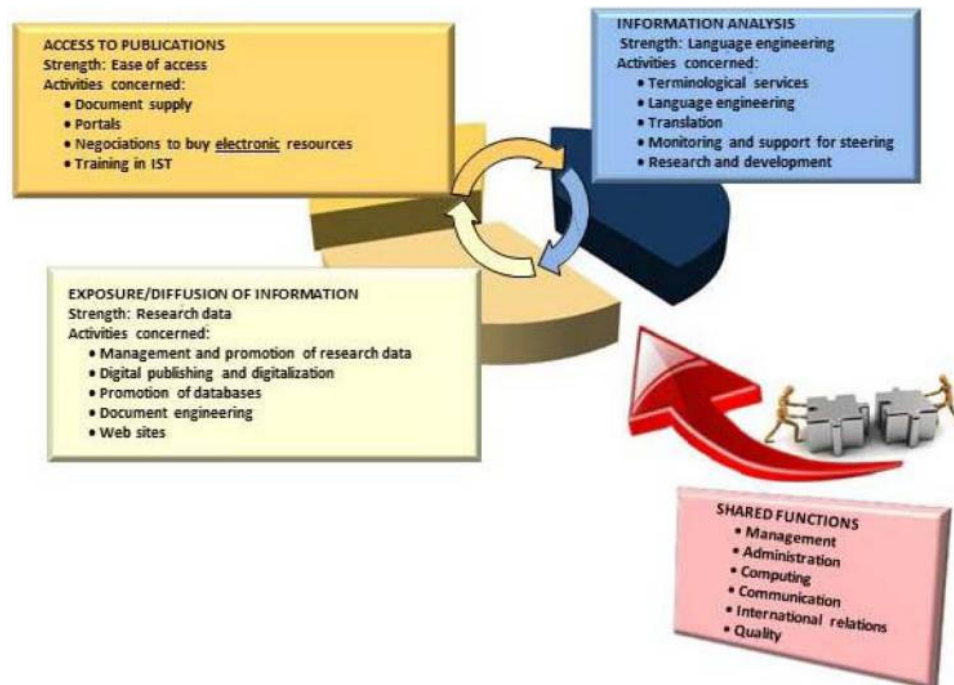 ACCESS TO PUBLICATIONS
Strength: Ease of access
Activities concerned:
• Document supply
• Portals
• Negociations to buy electronic resources
• Training in IST
INFORMATION ANALYSIS
Strength: Language engineering
Activities concerned:
• Terminological services
• Language engineering
• Translation
• Monitoring and support for steering
• Research and development
EXPOSURE/DIFFUSION OF INFORMATION
Strength: Research data
Activities concerned:
• Management and promotion of research data
• Digital publishing and digitalization
• Promotion of databases
• Document engineering
• Web sites
SHARED FUNCTIONS
• Management
• Administration
• Computing
• Communication
• International relations
• Quality